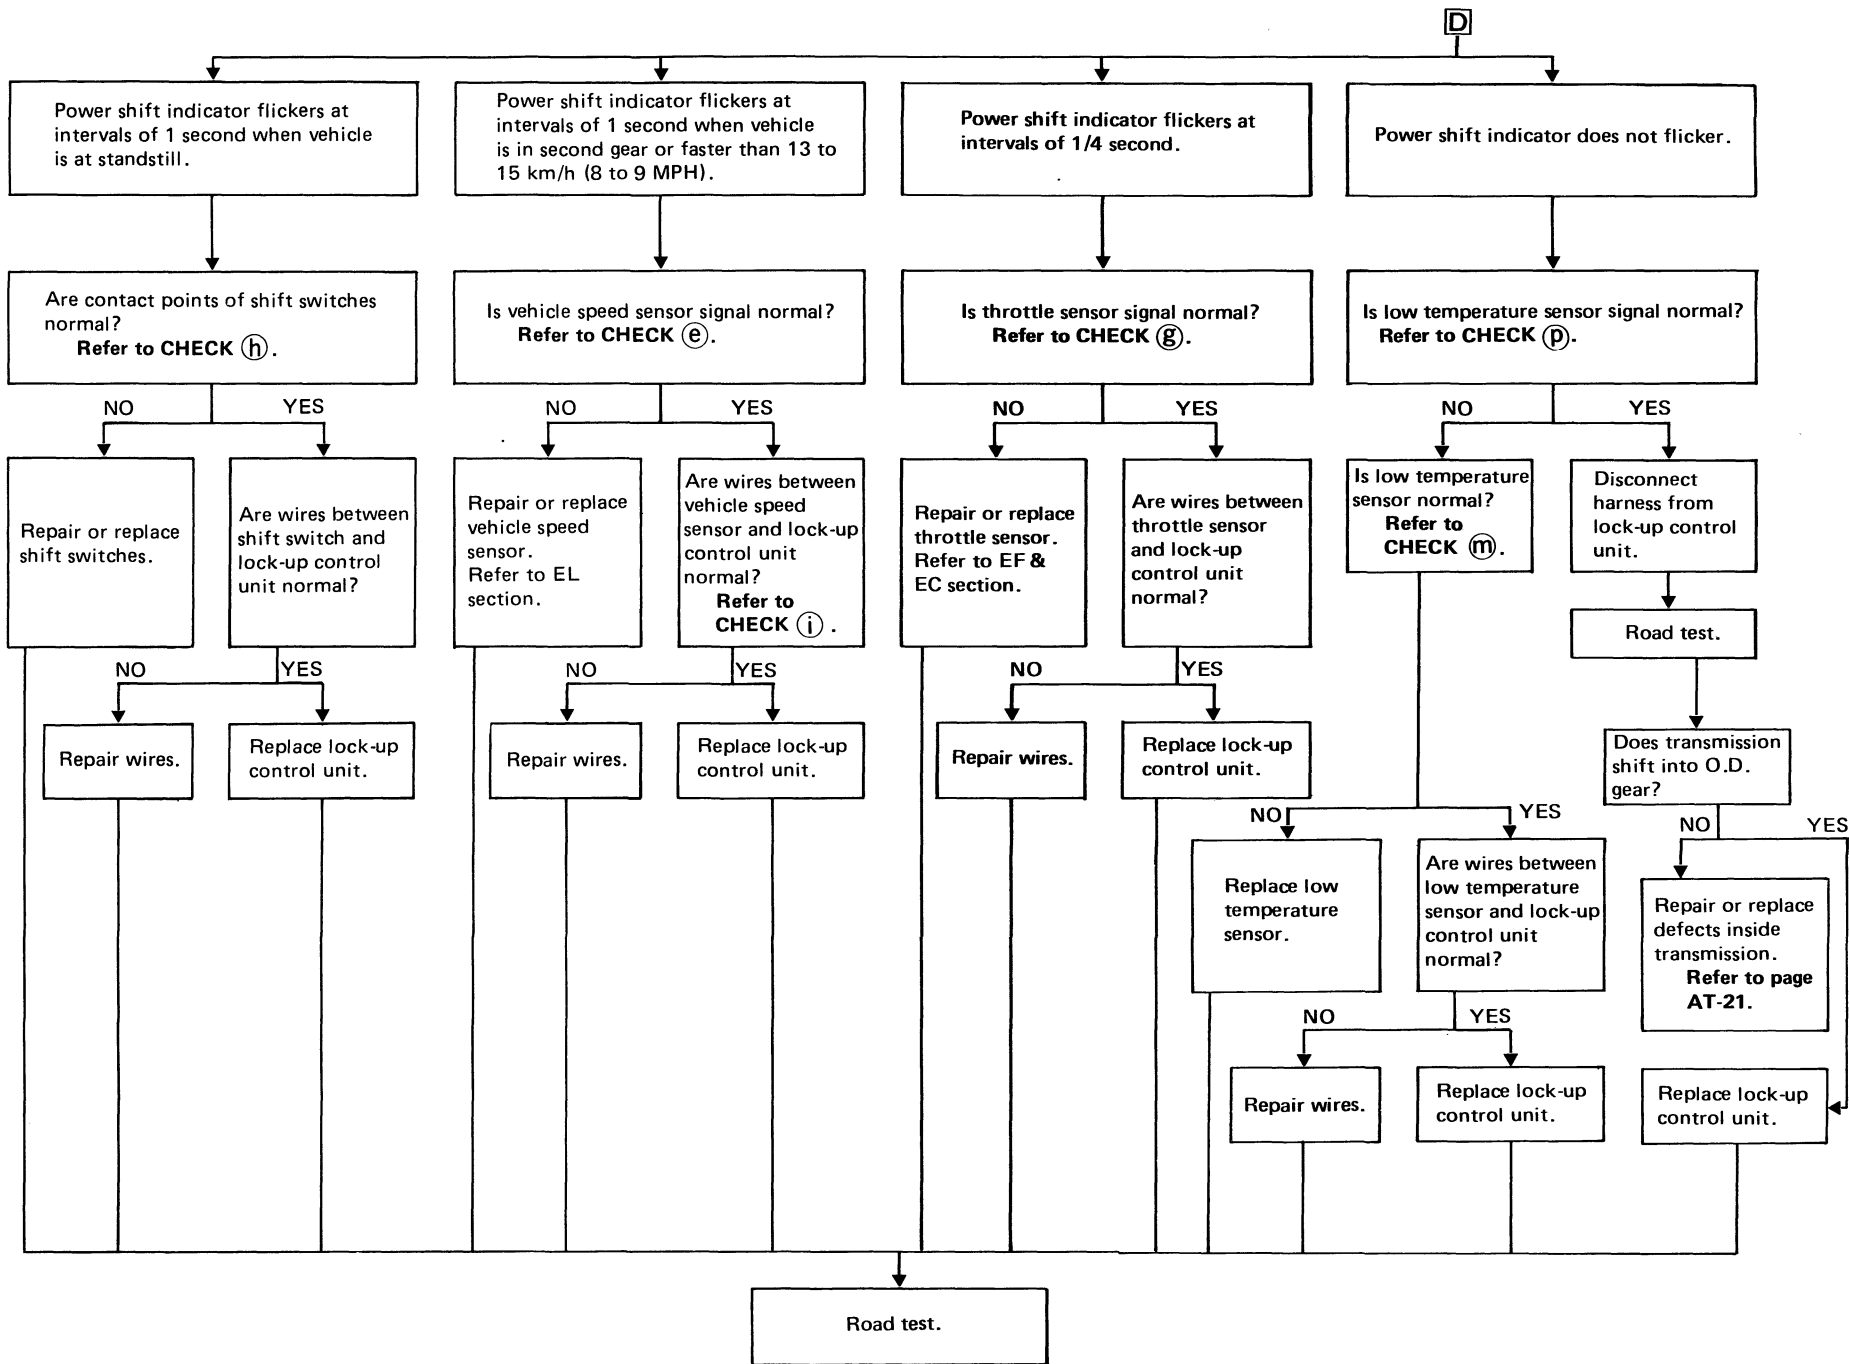 D
Power shift indicator flickers at
intervals of 1 second when vehicle
is at standstill.
Power shift indicator flickers at
intervals of 1 second when vehicle
is in second gear or faster than 13 to
15 km/h (8 to 9 MPH).
Power shift indicator flickers at
intervals of 1/4 second.
Power shift indicator does not flicker.
Are contact points of shift switches
normal?
Refer to CHECK ⓗ.
Is vehicle speed sensor signal normal?
Refer to CHECK ⓔ.
Is throttle sensor signal normal?
Refer to CHECK ⓖ.
Is low temperature sensor signal normal?
Refer to CHECK ⓟ.
NO
YES
NO
YES
NO
YES
NO
YES
Repair or replace
shift switches.
Are wires between
shift switch and
lock-up control
unit normal?
Repair or replace
vehicle speed
sensor.
Refer to EL
section.
Are wires between
vehicle speed
sensor and lock-up
control unit
normal?
Refer to
CHECK ⓘ .
Repair or replace
throttle sensor.
Refer to EF &
EC section.
Are wires between
throttle sensor
and lock-up
control unit
normal?
Is low temperature
sensor normal?
Refer to
CHECK ⓜ.
Disconnect
harness from
lock-up control
unit.
Road test.
NO
YES
NO
YES
NO
YES
Repair wires.
Replace lock-up
control unit.
Repair wires.
Replace lock-up
control unit.
Repair wires.
Replace lock-up
control unit.
Does transmission
shift into O.D.
gear?
NO
YES
NO
YES
Replace low
temperature
sensor.
Are wires between
low temperature
sensor and lock-up
control unit
normal?
Repair or replace
defects inside
transmission.
Refer to page
AT-21.
NO
YES
Repair wires.
Replace lock-up
control unit.
Replace lock-up
control unit.
Road test.